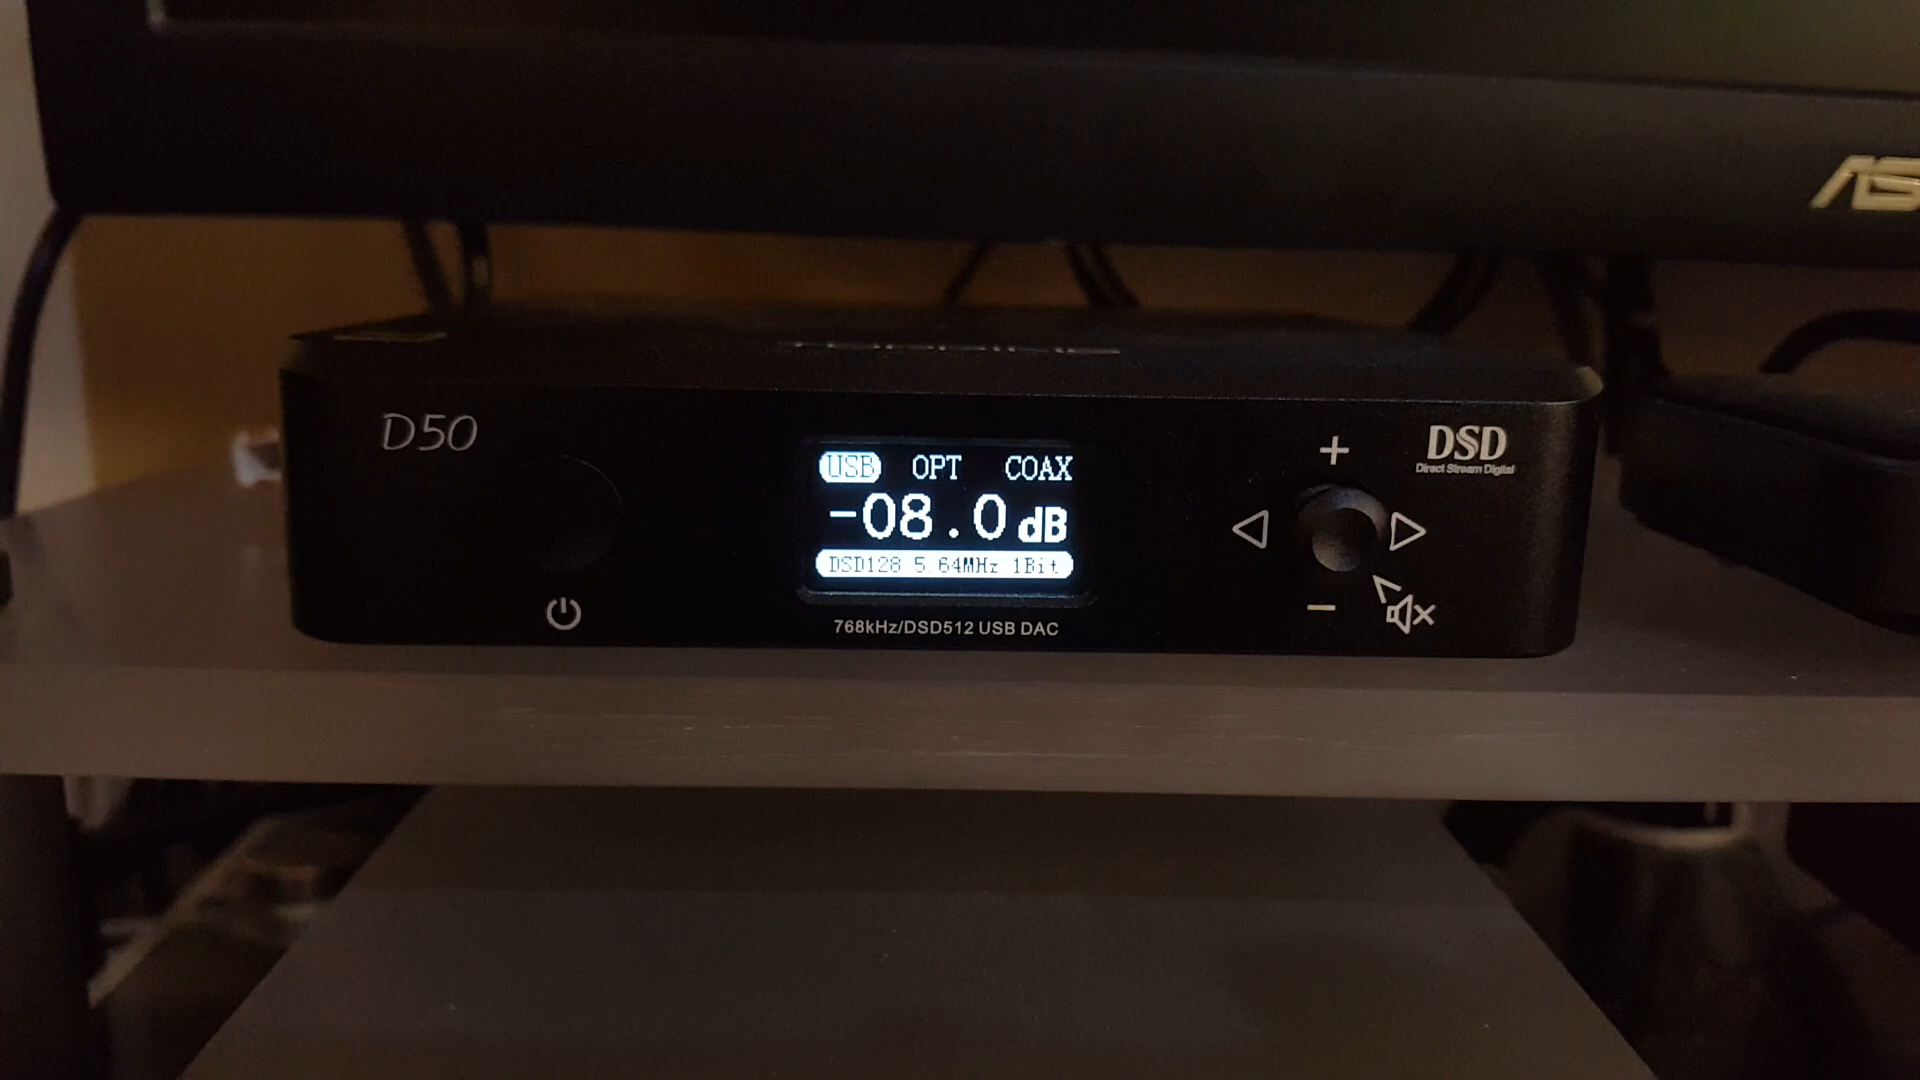 D50
USB OPT COAX
-08.0 dB
DSD128 5.64MHz 1Bit
768kHz/DSD512 USB DAC
+
DSD
Direct Stream Digital
−